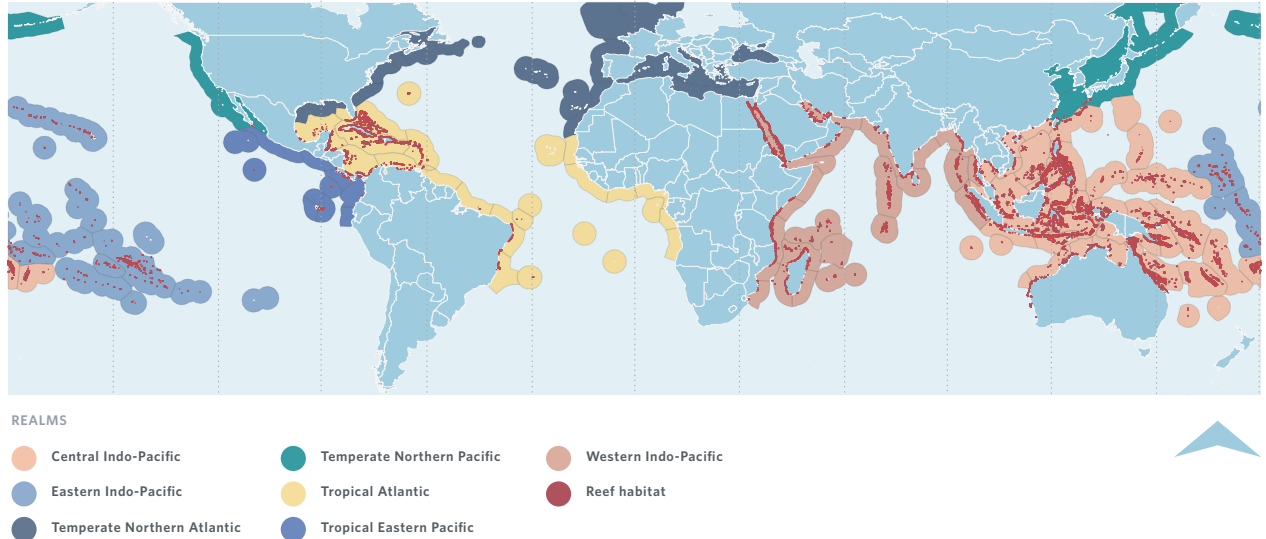 REALMS
Central Indo-Pacific
Eastern Indo-Pacific
Temperate Northern Atlantic
Temperate Northern Pacific
Tropical Atlantic
Tropical Eastern Pacific
Western Indo-Pacific
Reef habitat